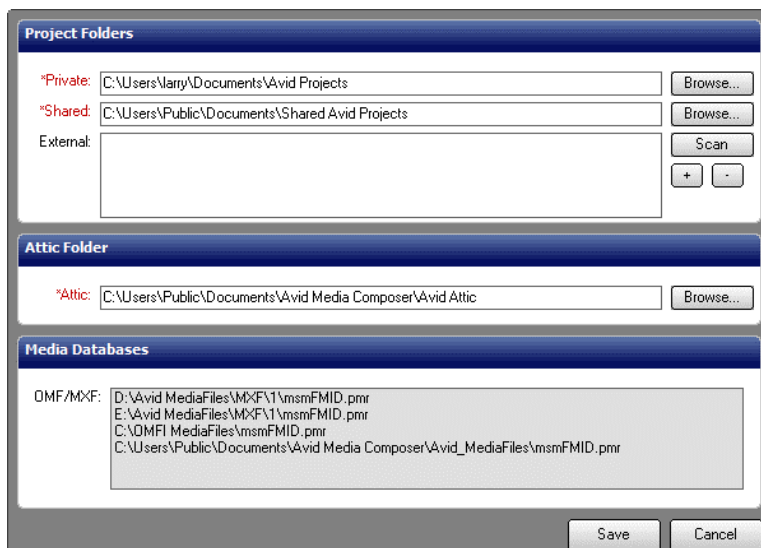 Project Folders
*Private: C:\Users\larry\Documents\Avid Projects Browse...
*Shared: C:\Users\Public\Documents\Shared Avid Projects Browse...
External: Scan
+ -
Attic Folder
*Attic: C:\Users\Public\Documents\Avid Media Composer\Avid Attic Browse...
Media Databases
OMF/MXF: D:\Avid MediaFiles\MXF\1\msmFMID.pmr
E:\Avid MediaFiles\MXF\1\msmFMID.pmr
C:\OMFI MediaFiles\msmFMID.pmr
C:\Users\Public\Documents\Avid Media Composer\Avid_MediaFiles\msmFMID.pmr
Save Cancel